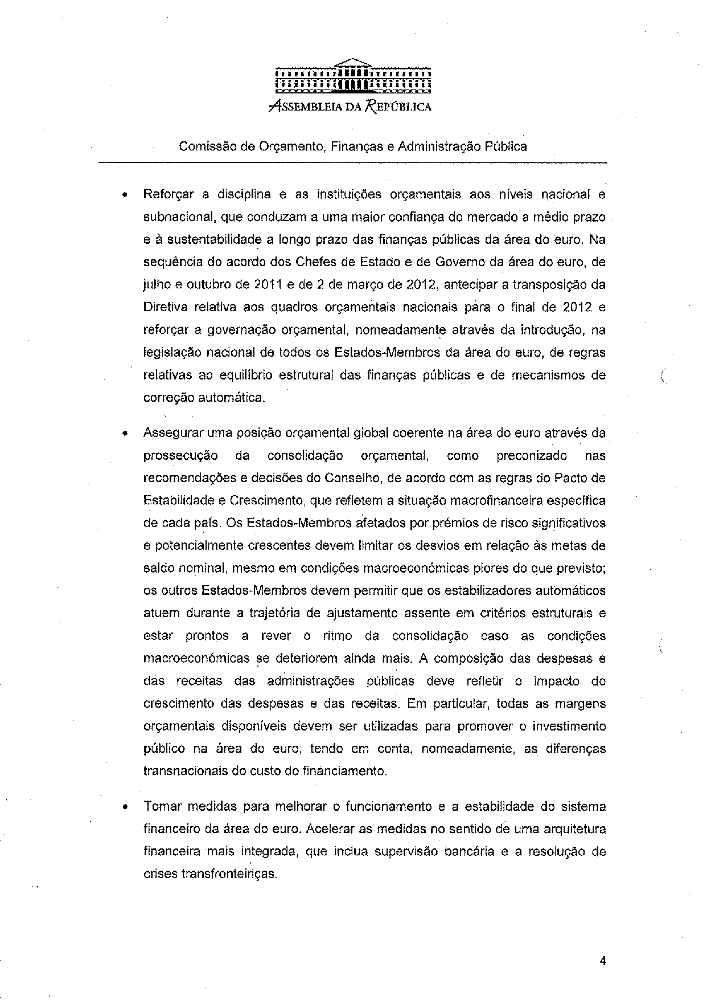 ASSEMBLEIA DA REPÚBLICA
Comissão de Orçamento, Finanças e Administração Pública
• Reforçar a disciplina e as instituições orçamentais aos níveis nacional e
subnacional, que conduzam a uma maior confiança do mercado a médio prazo
e à sustentabilidade a longo prazo das finanças públicas da área do euro. Na
sequência do acordo dos Chefes de Estado e de Governo da área do euro, de
julho e outubro de 2011 e de 2 de março de 2012, antecipar a transposição da
Diretiva relativa aos quadros orçamentais nacionais para o final de 2012 e
reforçar a governação orçamental, nomeadamente através da introdução, na
legislação nacional de todos os Estados-Membros da área do euro, de regras
relativas ao equilíbrio estrutural das finanças públicas e de mecanismos de
correção automática.
• Assegurar uma posição orçamental global coerente na área do euro através da
prossecução da consolidação orçamental, como preconizado nas
recomendações e decisões do Conselho, de acordo com as regras do Pacto de
Estabilidade e Crescimento, que refletem a situação macrofinanceira específica
de cada país. Os Estados-Membros afetados por prémios de risco significativos
e potencialmente crescentes devem limitar os desvios em relação às metas de
saldo nominal, mesmo em condições macroeconómicas piores do que previsto;
os outros Estados-Membros devem permitir que os estabilizadores automáticos
atuem durante a trajetória de ajustamento assente em critérios estruturais e
estar prontos a rever o ritmo da consolidação caso as condições
macroeconómicas se deteriorem ainda mais. A composição das despesas e
das receitas das administrações públicas deve refletir o impacto do
crescimento das despesas e das receitas. Em particular, todas as margens
orçamentais disponíveis devem ser utilizadas para promover o investimento
público na área do euro, tendo em conta, nomeadamente, as diferenças
transnacionais do custo do financiamento.
• Tomar medidas para melhorar o funcionamento e a estabilidade do sistema
financeiro da área do euro. Acelerar as medidas no sentido de uma arquitetura
financeira mais integrada, que inclua supervisão bancária e a resolução de
crises transfronteiriças.
4